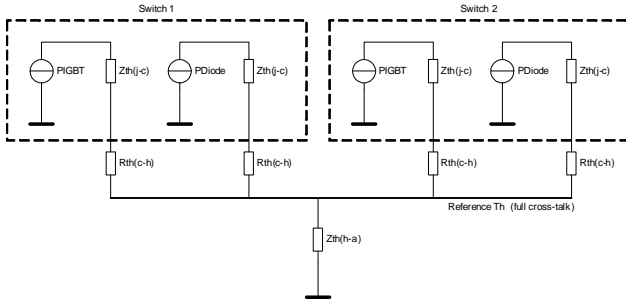 Switch 1
Switch 2
PIGBT
Zth(j-c)
PDiode
Zth(j-c)
PIGBT
Zth(j-c)
PDiode
Zth(j-c)
Rth(c-h)
Rth(c-h)
Rth(c-h)
Rth(c-h)
Reference Th (full cross-talk)
Zth(h-a)